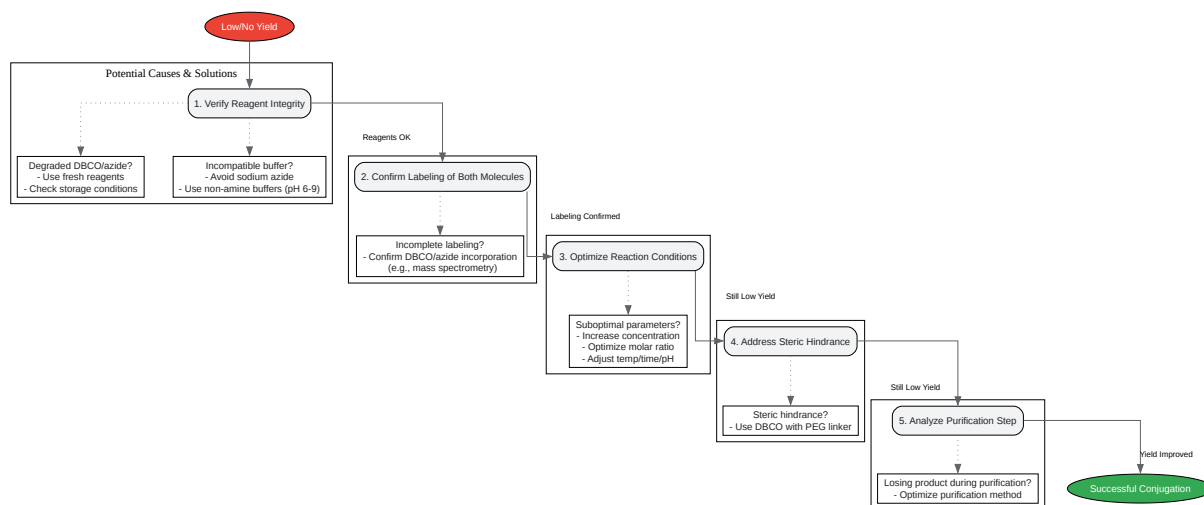 Low/No Yield
Potential Causes & Solutions
1. Verify Reagent Integrity
Degraded DBCO/azide?
- Use fresh reagents
- Check storage conditions
Incompatible buffer?
- Avoid sodium azide
- Use non-amine buffers (pH 6-9)
Reagents OK
2. Confirm Labeling of Both Molecules
Incomplete labeling?
- Confirm DBCO/azide incorporation
(e.g., mass spectrometry)
Labeling Confirmed
3. Optimize Reaction Conditions
Suboptimal parameters?
- Increase concentration
- Optimize molar ratio
- Adjust temp/time/pH
Still Low Yield
4. Address Steric Hindrance
Steric hindrance?
- Use DBCO with PEG linker
Still Low Yield
5. Analyze Purification Step
Losing product during purification?
- Optimize purification method
Yield Improved
Successful Conjugation